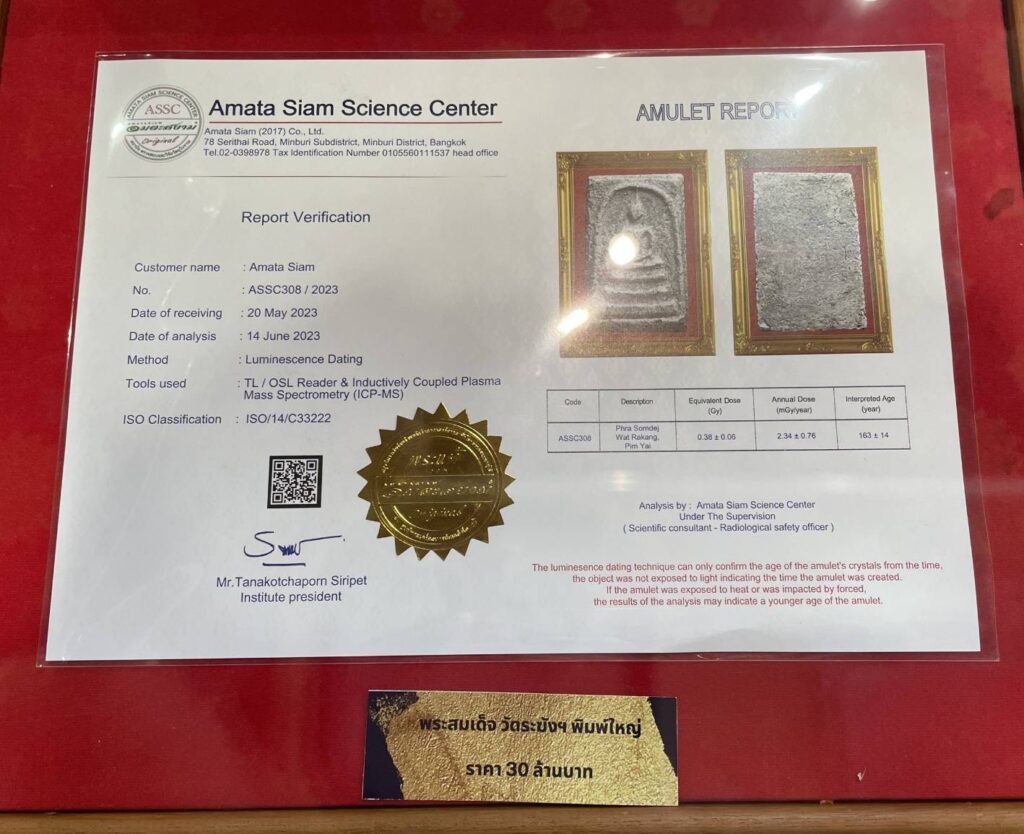 ASSC
Original
Amata Siam Science Center
Amata Siam (2017) Co., Ltd.
78 Serithai Road, Minburi Subdistrict, Minburi District, Bangkok
Tel.02-0398978 Tax Identification Number 0105560111537 head office
Report Verification
Customer name : Amata Siam
No. : ASSC308 / 2023
Date of receiving : 20 May 2023
Date of analysis : 14 June 2023
Method : Luminescence Dating
Tools used : TL / OSL Reader & Inductively Coupled Plasma
Mass Spectrometry (ICP-MS)
ISO Classification : ISO/14/C33222
Mr.Tanakotchaporn Siripet
Institute president
AMULET REPORT
Code Description Equivalent Dose (Gy) Annual Dose (mGy/year) Interpreted Age (year)
ASSC308 Phra Somdej Wat Rakang, Pim Yai 0.38 ± 0.06 2.34 ± 0.76 163 ± 14
Analysis by : Amata Siam Science Center
Under The Supervision
( Scientific consultant - Radiological safety officer )
The luminesence dating technique can only confirm the age of the amulet's crystals from the time,
the object was not exposed to light indicating the time the amulet was created.
If the amulet was exposed to heat or was impacted by forced,
the results of the analysis may indicate a younger age of the amulet.
พระสมเด็จ วัดระฆังฯ พิมพ์ใหญ่
ราคา 30 ล้านบาท